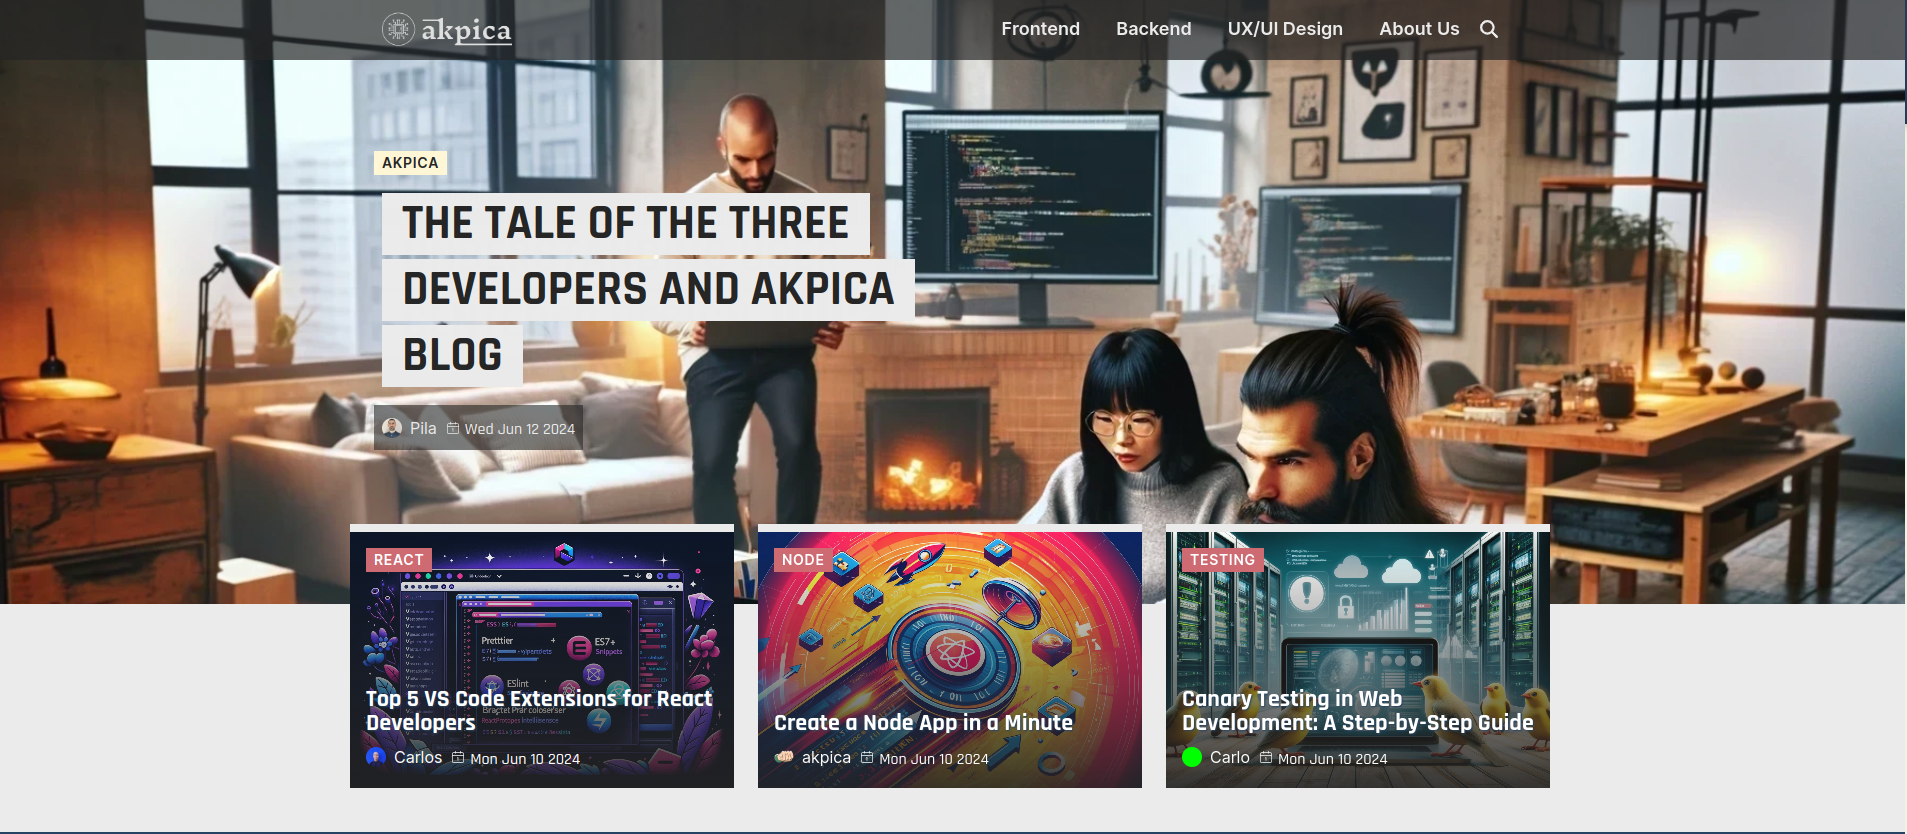 akpica
Frontend Backend UX/UI Design About Us
AKPICA
THE TALE OF THE THREE
DEVELOPERS AND AKPICA
BLOG
Pila Wed Jun 12 2024
REACT
Prettier
ES7+
Snippets
ESlint
Top 5 VS Code Extensions for React
Developers
Carlos Mon Jun 10 2024
NODE
Create a Node App in a Minute
akpica Mon Jun 10 2024
TESTING
Canary Testing in Web
Development: A Step-by-Step Guide
Carlo Mon Jun 10 2024